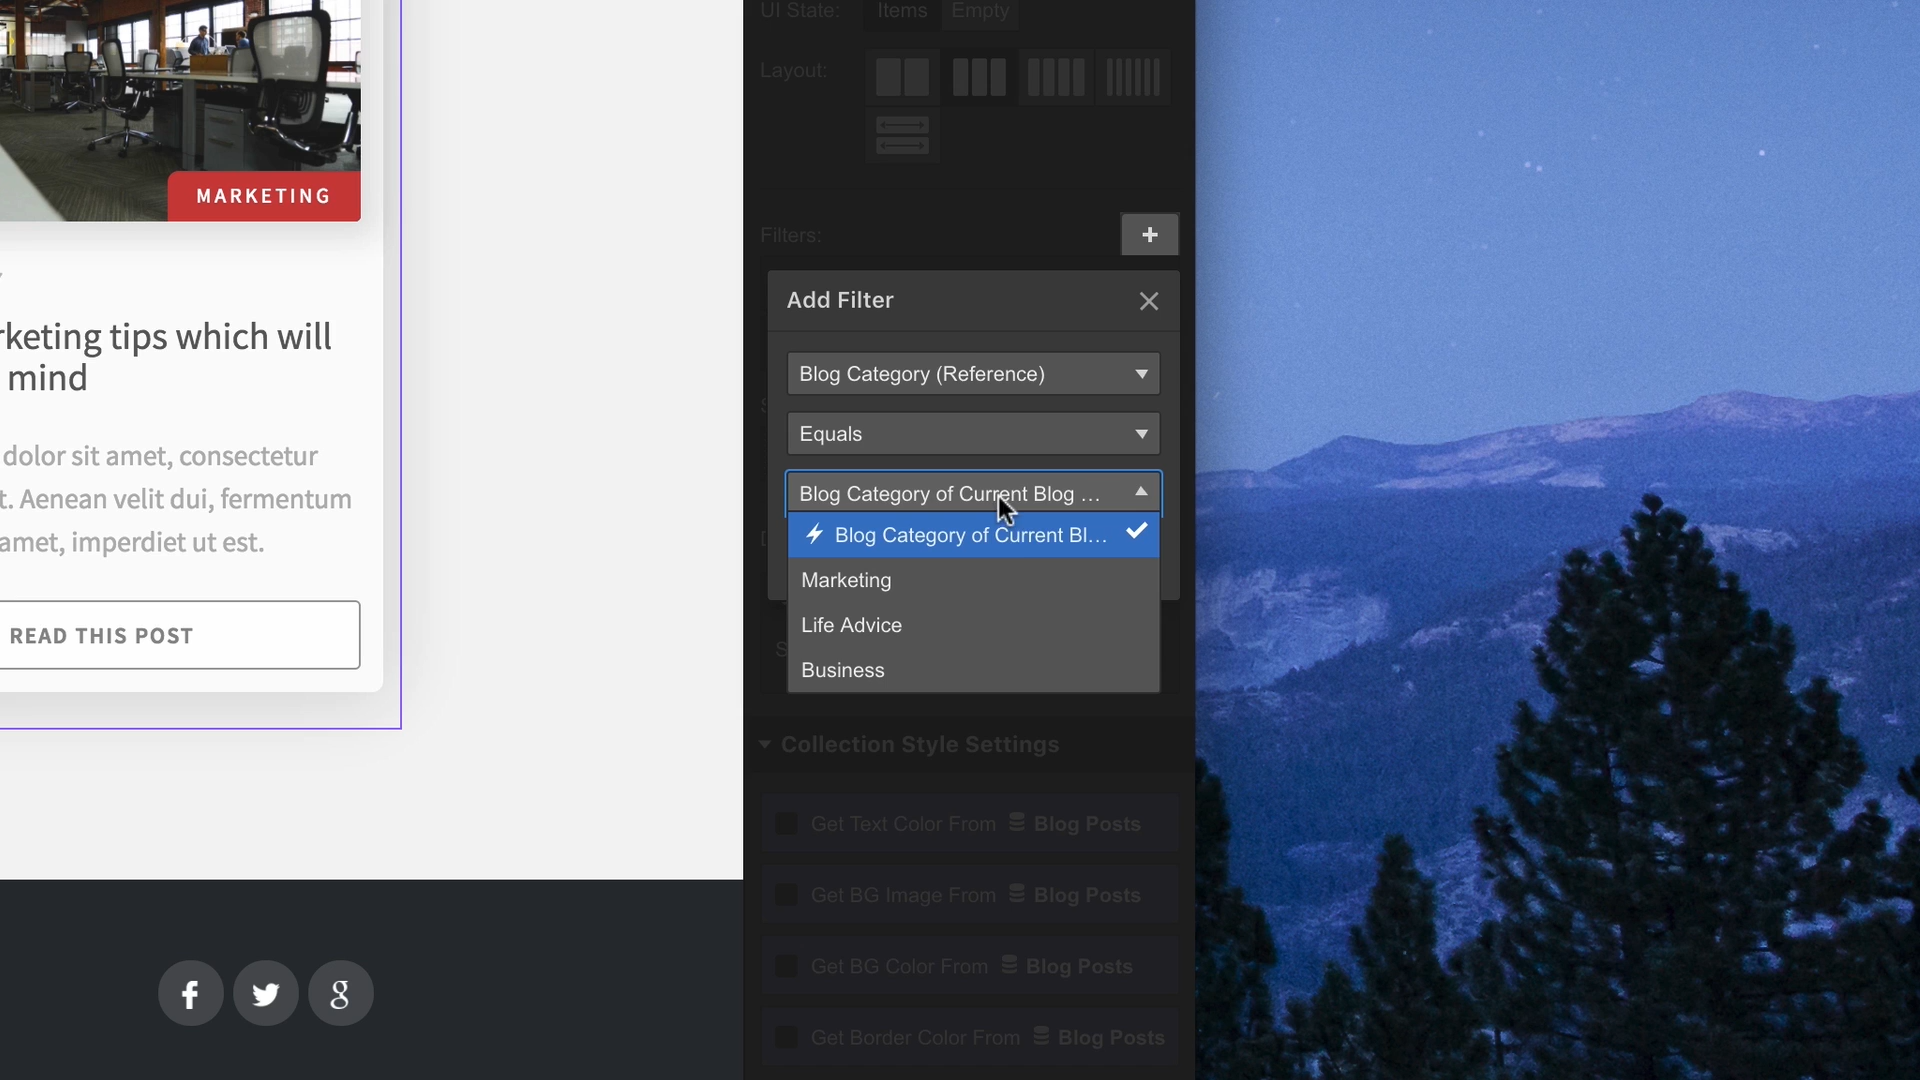 MARKETING
rketing tips which will
mind
dolor sit amet, consectetur
t. Aenean velit dui, fermentum
amet, imperdiet ut est.
READ THIS POST
UI State: Items Empty
Layout:
Filters: +
Add Filter
Blog Category (Reference)
Equals
Blog Category of Current Blog ...
Blog Category of Current Bl...
Marketing
Life Advice
Business
Collection Style Settings
Get Text Color From Blog Posts
Get BG Image From Blog Posts
Get BG Color From Blog Posts
Get Border Color From Blog Posts